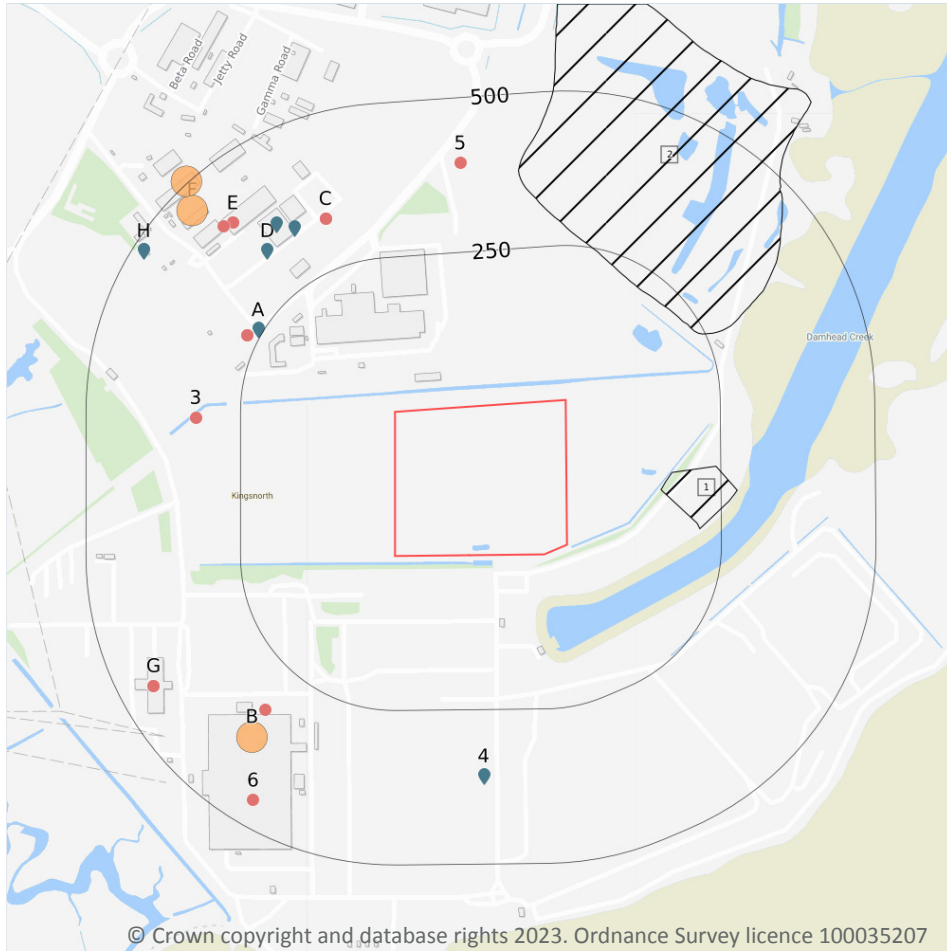 Beta Road
Jetty Road
Gamma Road
500
5
2
F
E
C
H
D
250
A
Damhead Creek
3
1
Kingsnorth
G
B
4
6
© Crown copyright and database rights 2023. Ordnance Survey licence 100035207